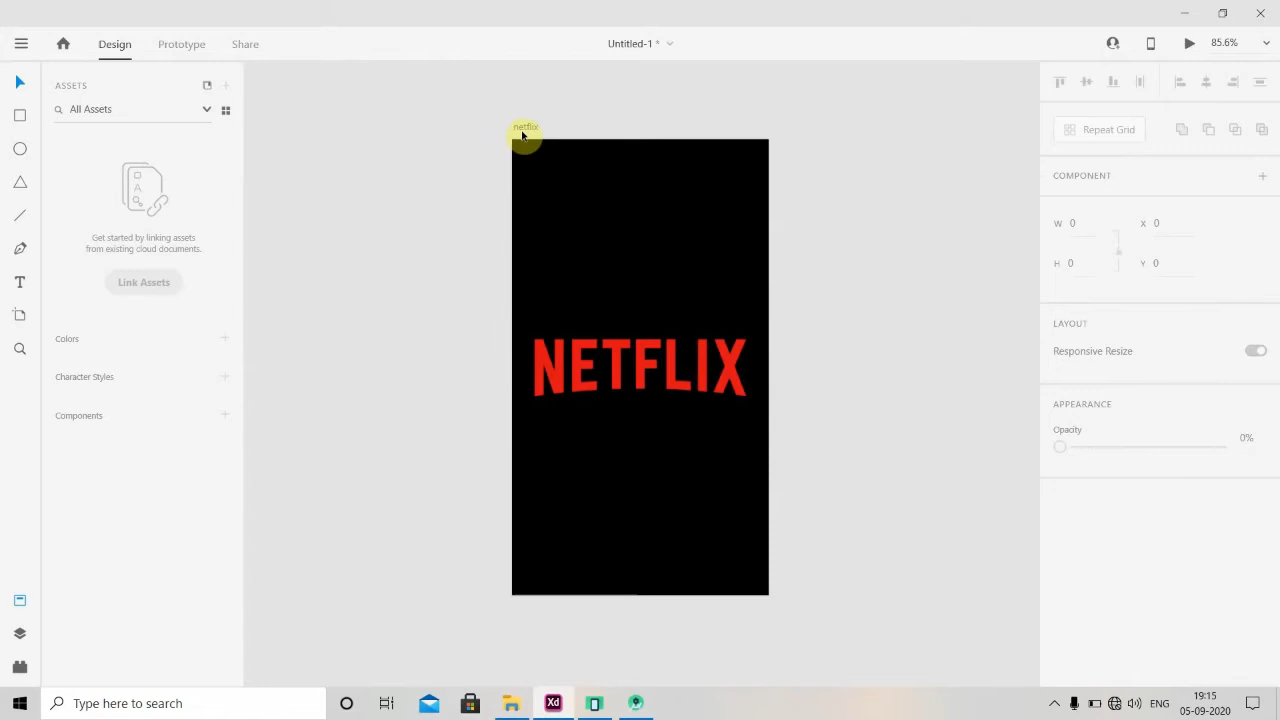 Design
Prototype
Share
Untitled-1 *
85.6%
ASSETS
All Assets
A
Get started by linking assets
from existing cloud documents.
Link Assets
Colors
Character Styles
Components
T
netflix
NETFLIX
Repeat Grid
COMPONENT
W 0
X 0
H 0
Y 0
LAYOUT
Responsive Resize
APPEARANCE
Opacity
0%
Type here to search
Xd
ENG
19:15
05-09-2020